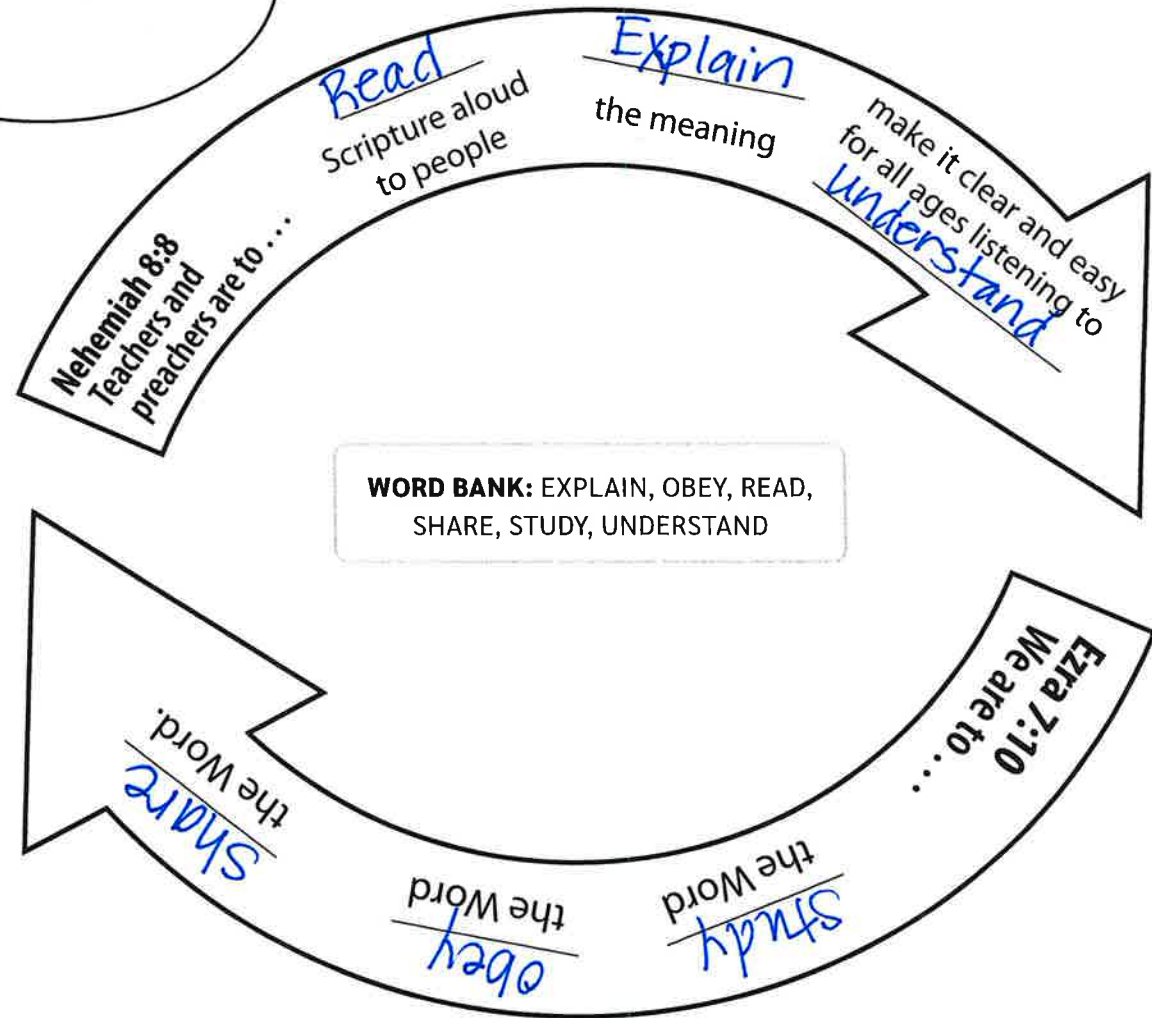 Nehemiah 8:8
Teachers and
preachers are to . . .
Read
Scripture aloud
to people
Explain
the meaning
make it clear and easy
for all ages listening to
understand
WORD BANK: EXPLAIN, OBEY, READ,
SHARE, STUDY, UNDERSTAND
Ezra 7:10
We are to . . .
Study
the Word
obey
the Word
Share
the Word.